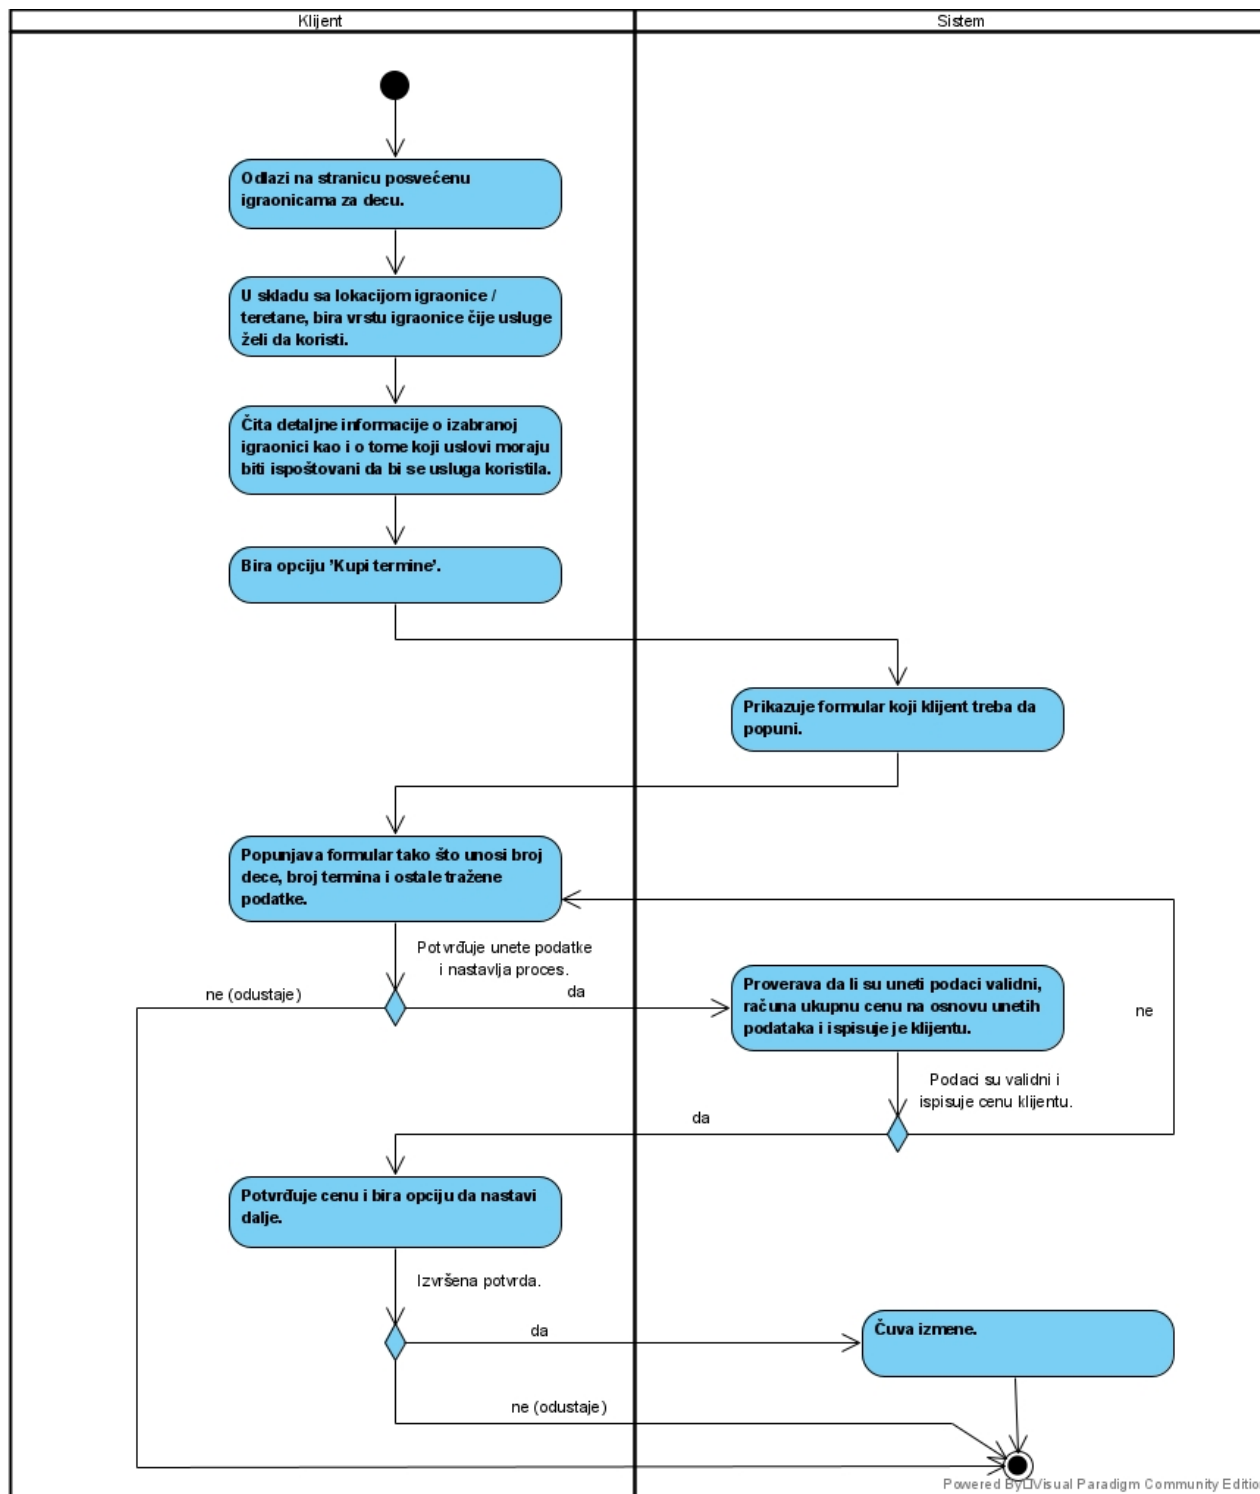 Klijent
Sistem
Odlazi na stranicu posvećenu
igraonicama za decu.
U skladu sa lokacijom igraonice /
teretane, bira vrstu igraonice čije usluge
želi da koristi.
Čita detaljne informacije o izabranoj
igraonici kao i o tome koji uslovi moraju
biti ispoštovani da bi se usluga koristila.
Bira opciju 'Kupi termine'.
Prikazuje formular koji klijent treba da
popuni.
Popunjava formular tako što unosi broj
dece, broj termina i ostale tražene
podatke.
Potvrđuje unete podatke
i nastavlja proces.
ne (odustaje)
da
Proverava da li su uneti podaci validni,
računa ukupnu cenu na osnovu unetih
podataka i ispisuje je klijentu.
ne
Podaci su validni i
ispisuje cenu klijentu.
da
Potvrđuje cenu i bira opciju da nastavi
dalje.
Izvršena potvrda.
da
Čuva izmene.
ne (odustaje)
Powered By Visual Paradigm Community Editio